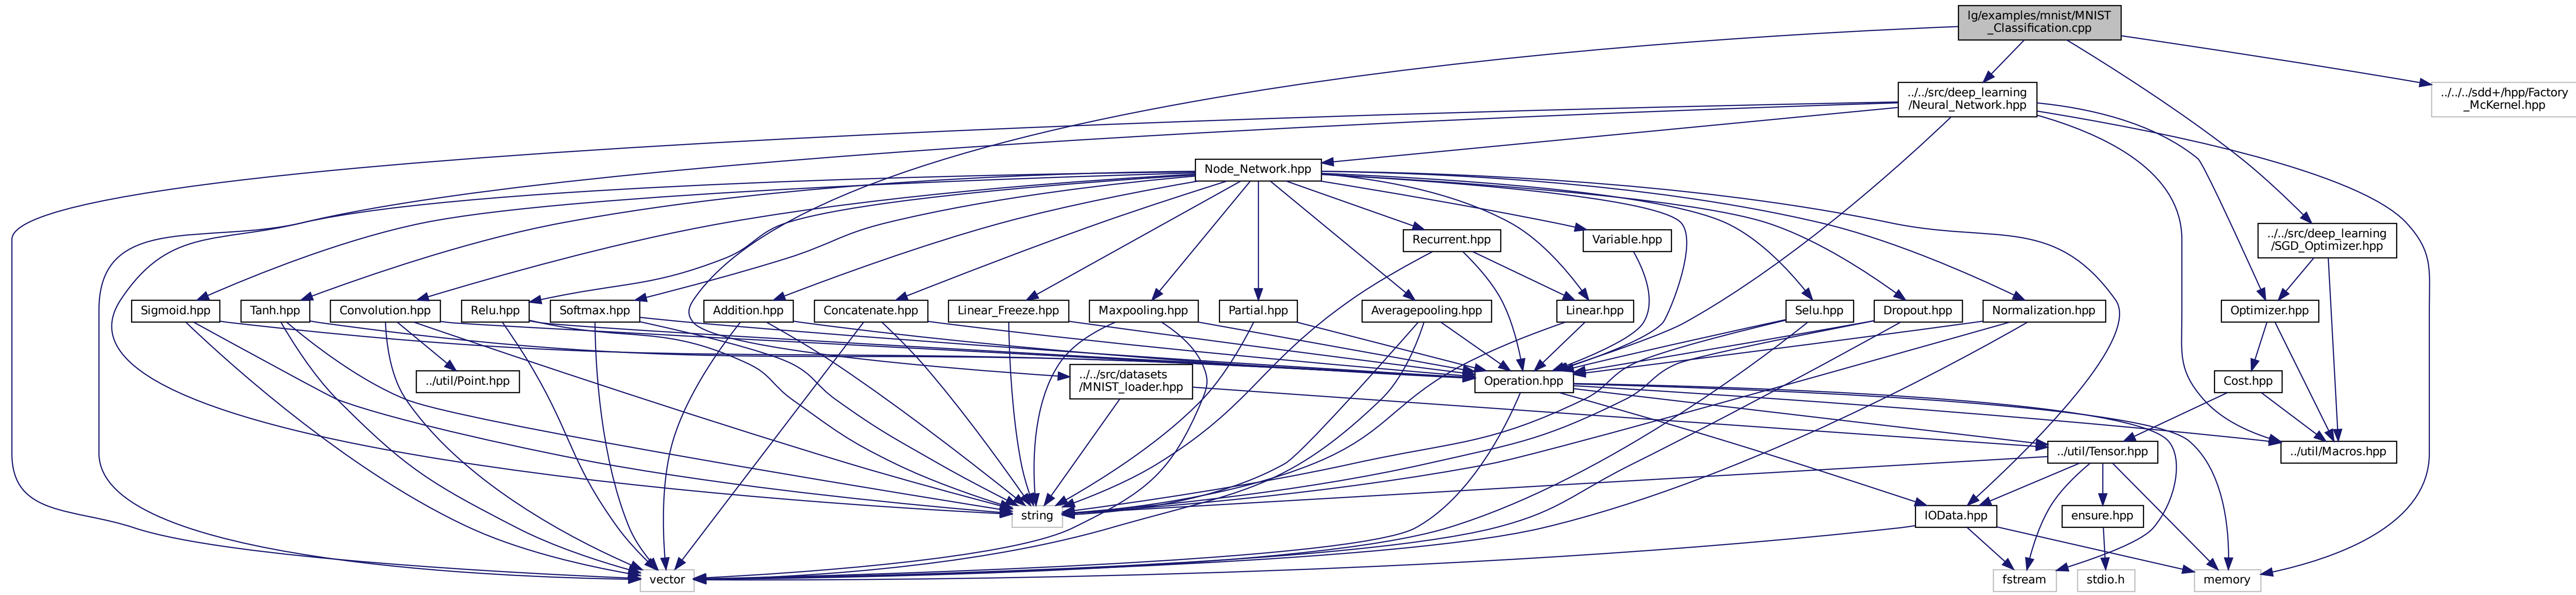 lg/examples/mnist/MNIST
_Classification.cpp
../../src/deep_learning
/Neural_Network.hpp
../../../sdd+/hpp/Factory
_McKernel.hpp
Node_Network.hpp
Recurrent.hpp
Variable.hpp
../../src/deep_learning
/SGD_Optimizer.hpp
Sigmoid.hpp
Tanh.hpp
Convolution.hpp
Relu.hpp
Softmax.hpp
Addition.hpp
Concatenate.hpp
Linear_Freeze.hpp
Maxpooling.hpp
Partial.hpp
Averagepooling.hpp
Linear.hpp
Selu.hpp
Dropout.hpp
Normalization.hpp
Optimizer.hpp
../util/Point.hpp
../../src/datasets
/MNIST_loader.hpp
Operation.hpp
Cost.hpp
../util/Tensor.hpp
../util/Macros.hpp
string
IOData.hpp
ensure.hpp
vector
fstream
stdio.h
memory